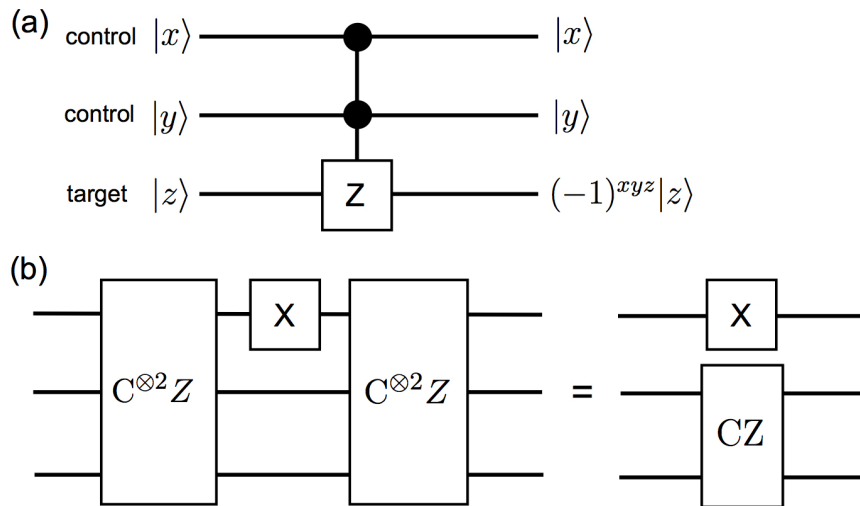 (a) control |x⟩ |x⟩
control |y⟩ |y⟩
target |z⟩ Z (−1)^{xyz}|z⟩
(b)
X X
C^{⊗2}Z C^{⊗2}Z = CZ